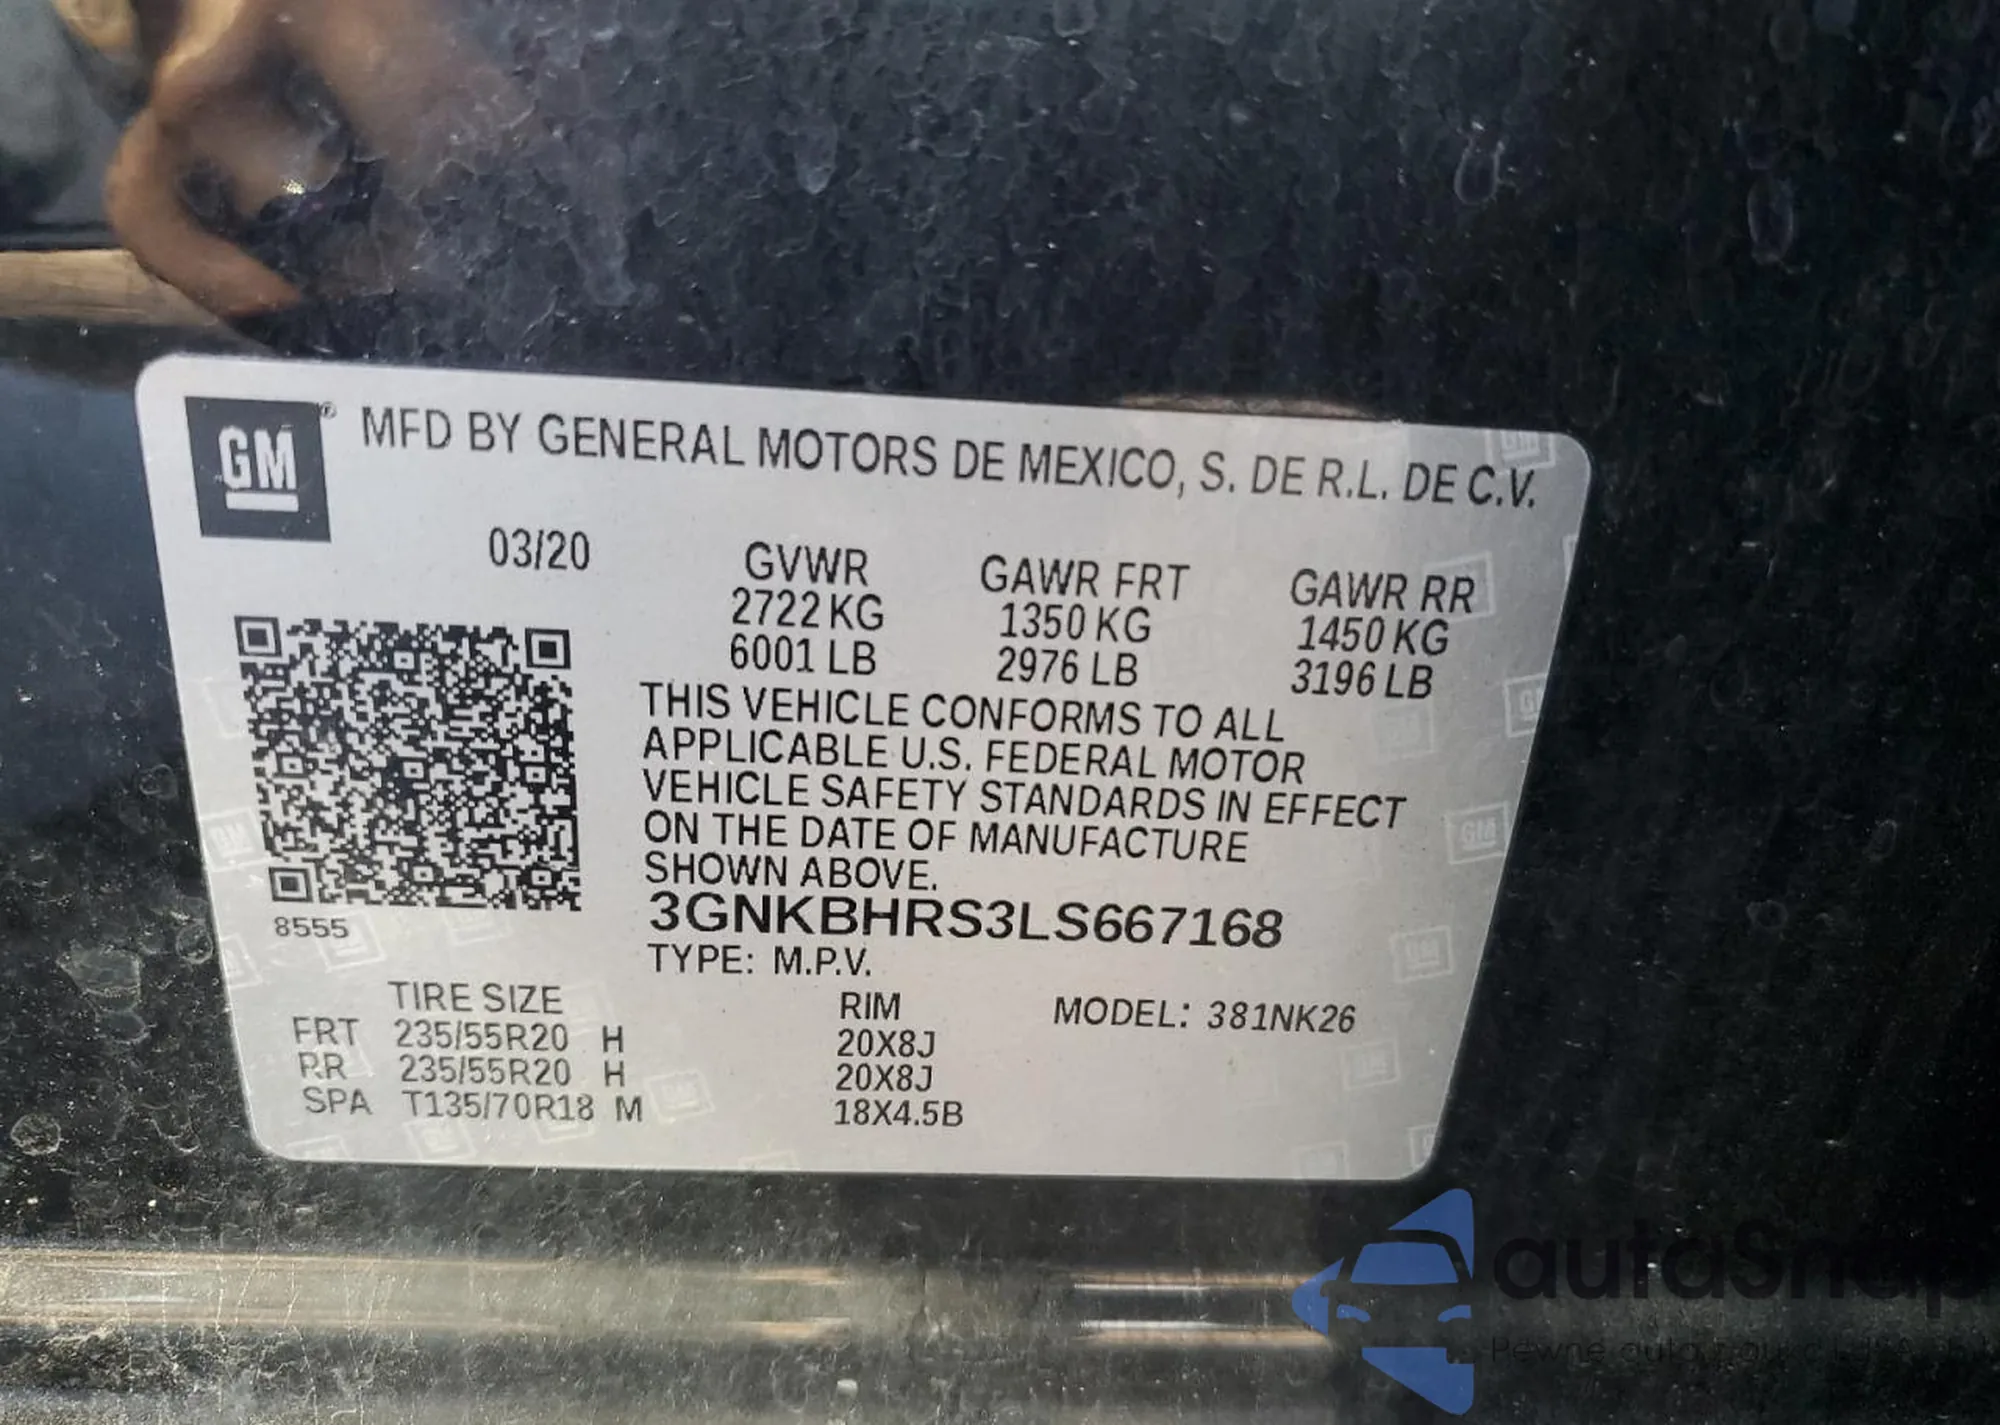 GM ® MFD BY GENERAL MOTORS DE MEXICO, S. DE R.L. DE C.V.
03/20 GVWR GAWR FRT GAWR RR
2722 KG 1350 KG 1450 KG
6001 LB 2976 LB 3196 LB
THIS VEHICLE CONFORMS TO ALL
APPLICABLE U.S. FEDERAL MOTOR
VEHICLE SAFETY STANDARDS IN EFFECT
ON THE DATE OF MANUFACTURE
SHOWN ABOVE.
8555 3GNKBHRS3LS667168
TYPE: M.P.V.
TIRE SIZE RIM MODEL: 381NK26
FRT 235/55R20 H 20X8J
RR 235/55R20 H 20X8J
SPA T135/70R18 M 18X4.5B
autaSnap
Pewne auta